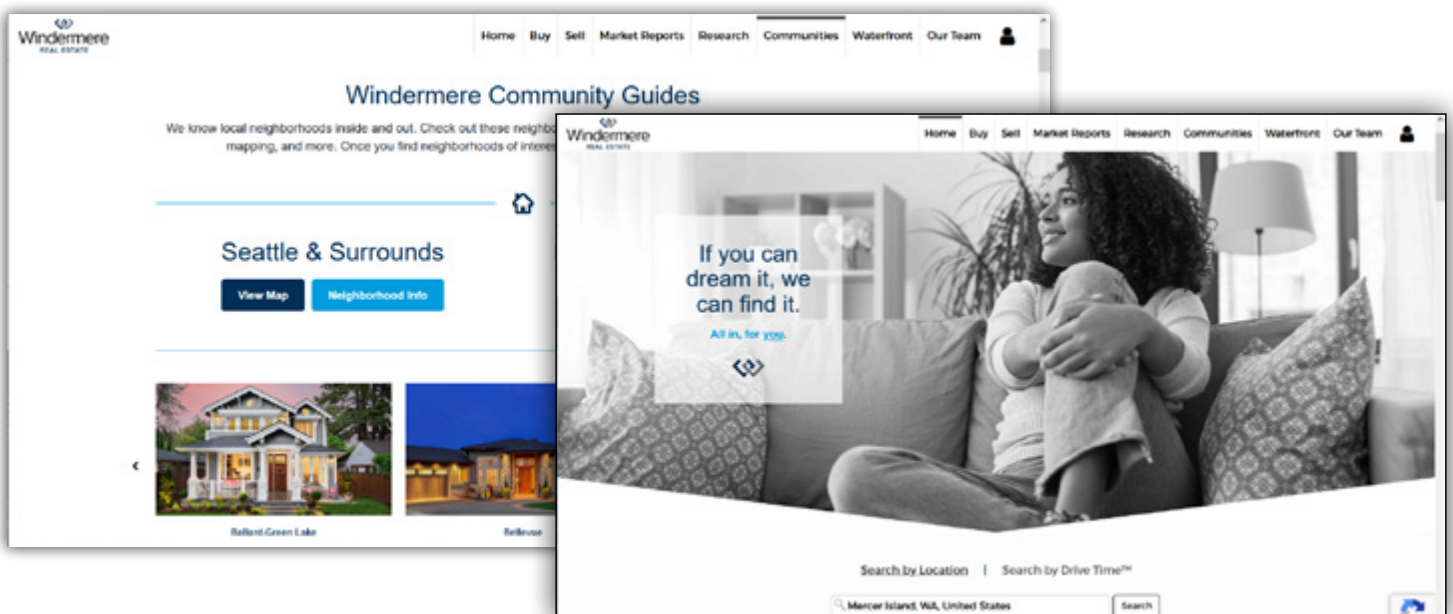 Windermere
REAL ESTATE
Home Buy Sell Market Reports Research Communities Waterfront Our Team
Windermere Community Guides
We know local neighborhoods inside and out. Check out these
mapping, and more. Once you find neighborhoods of
Seattle & Surrounds
View Map Neighborhood Info
Ballard-Green Lake Bellevue
Windermere
REAL ESTATE
Home Buy Sell Market Reports Research Communities Waterfront Our Team
If you can
dream it, we
can find it.
All in, for you.
Search by Location | Search by Drive Time™
Mercer Island, WA, United States Search